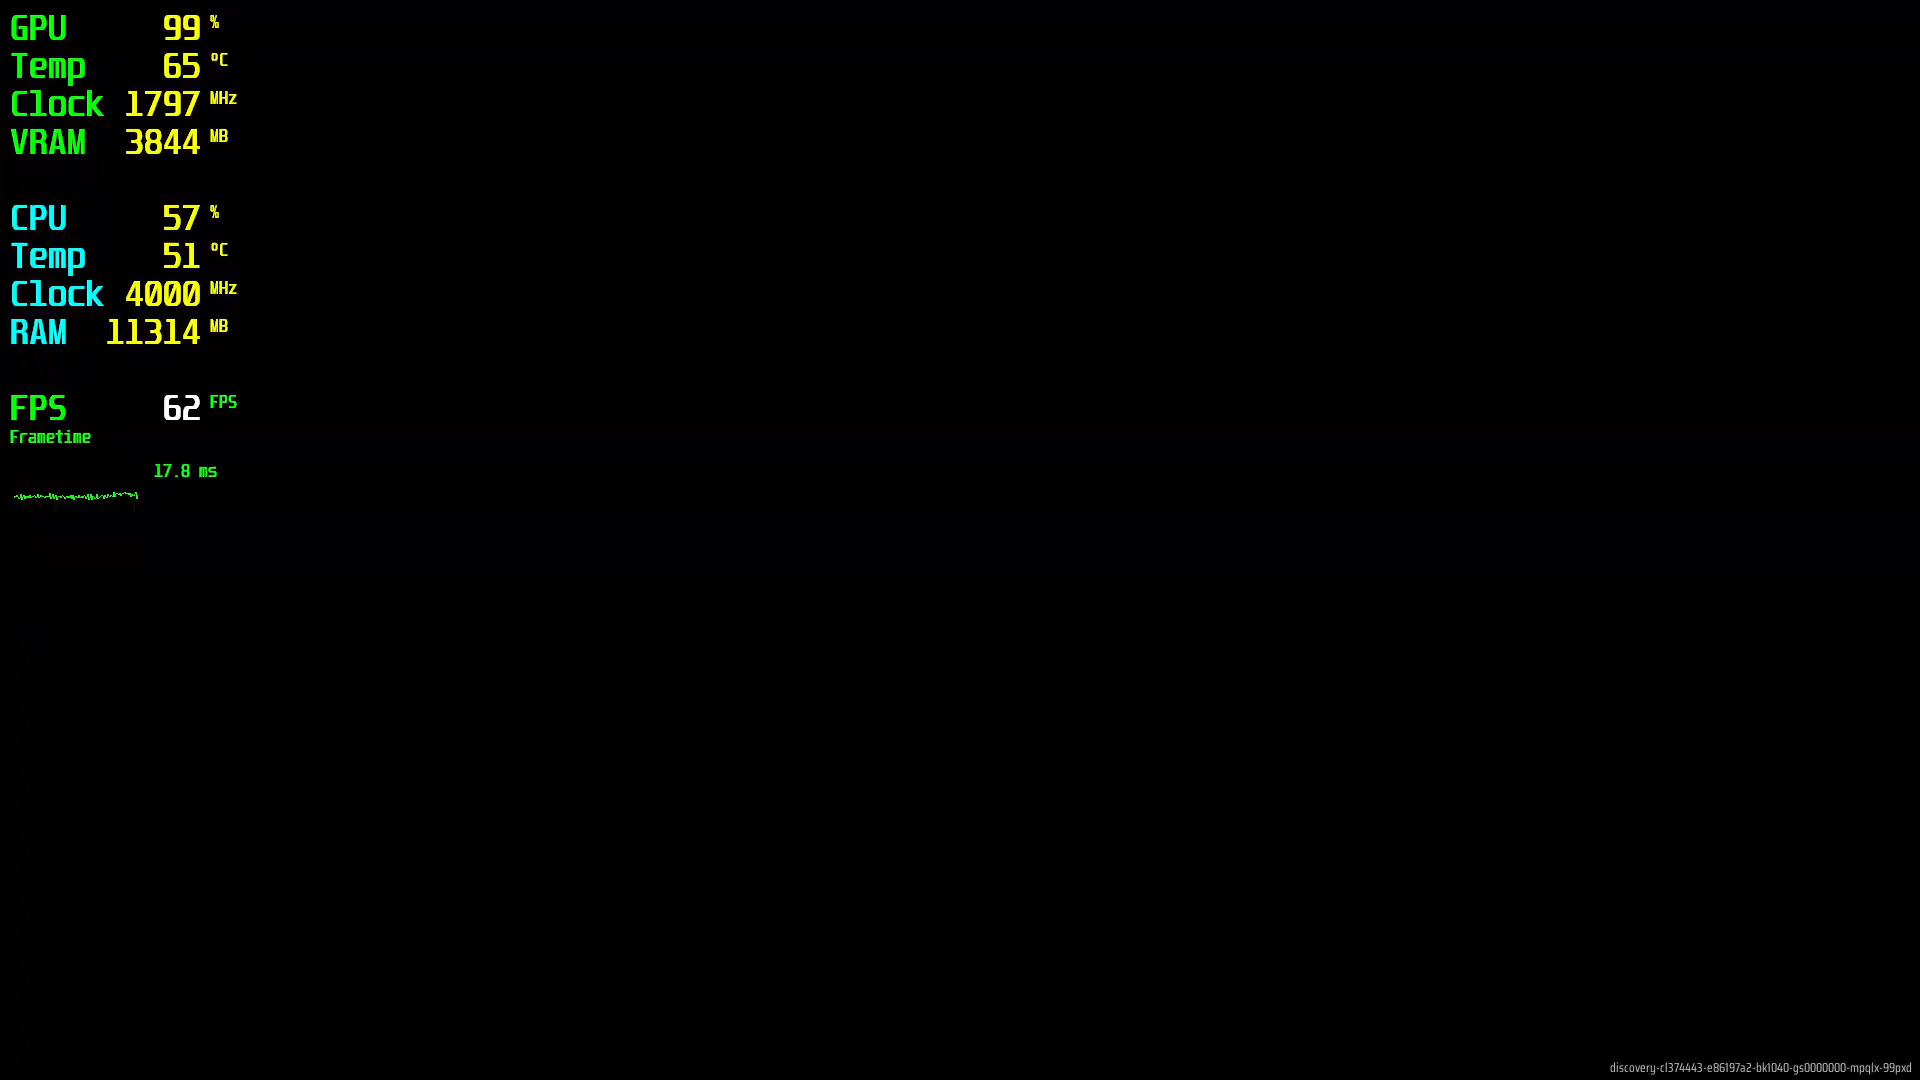 GPU 99 %
Temp 65 °C
Clock 1797 MHz
VRAM 3844 MB
CPU 57 %
Temp 51 °C
Clock 4000 MHz
RAM 11314 MB
FPS 62 FPS
Frametime
17.8 ms
discovery-cl374443-e86197a2-bk1040-gs0000000-mpqlx-99pxd